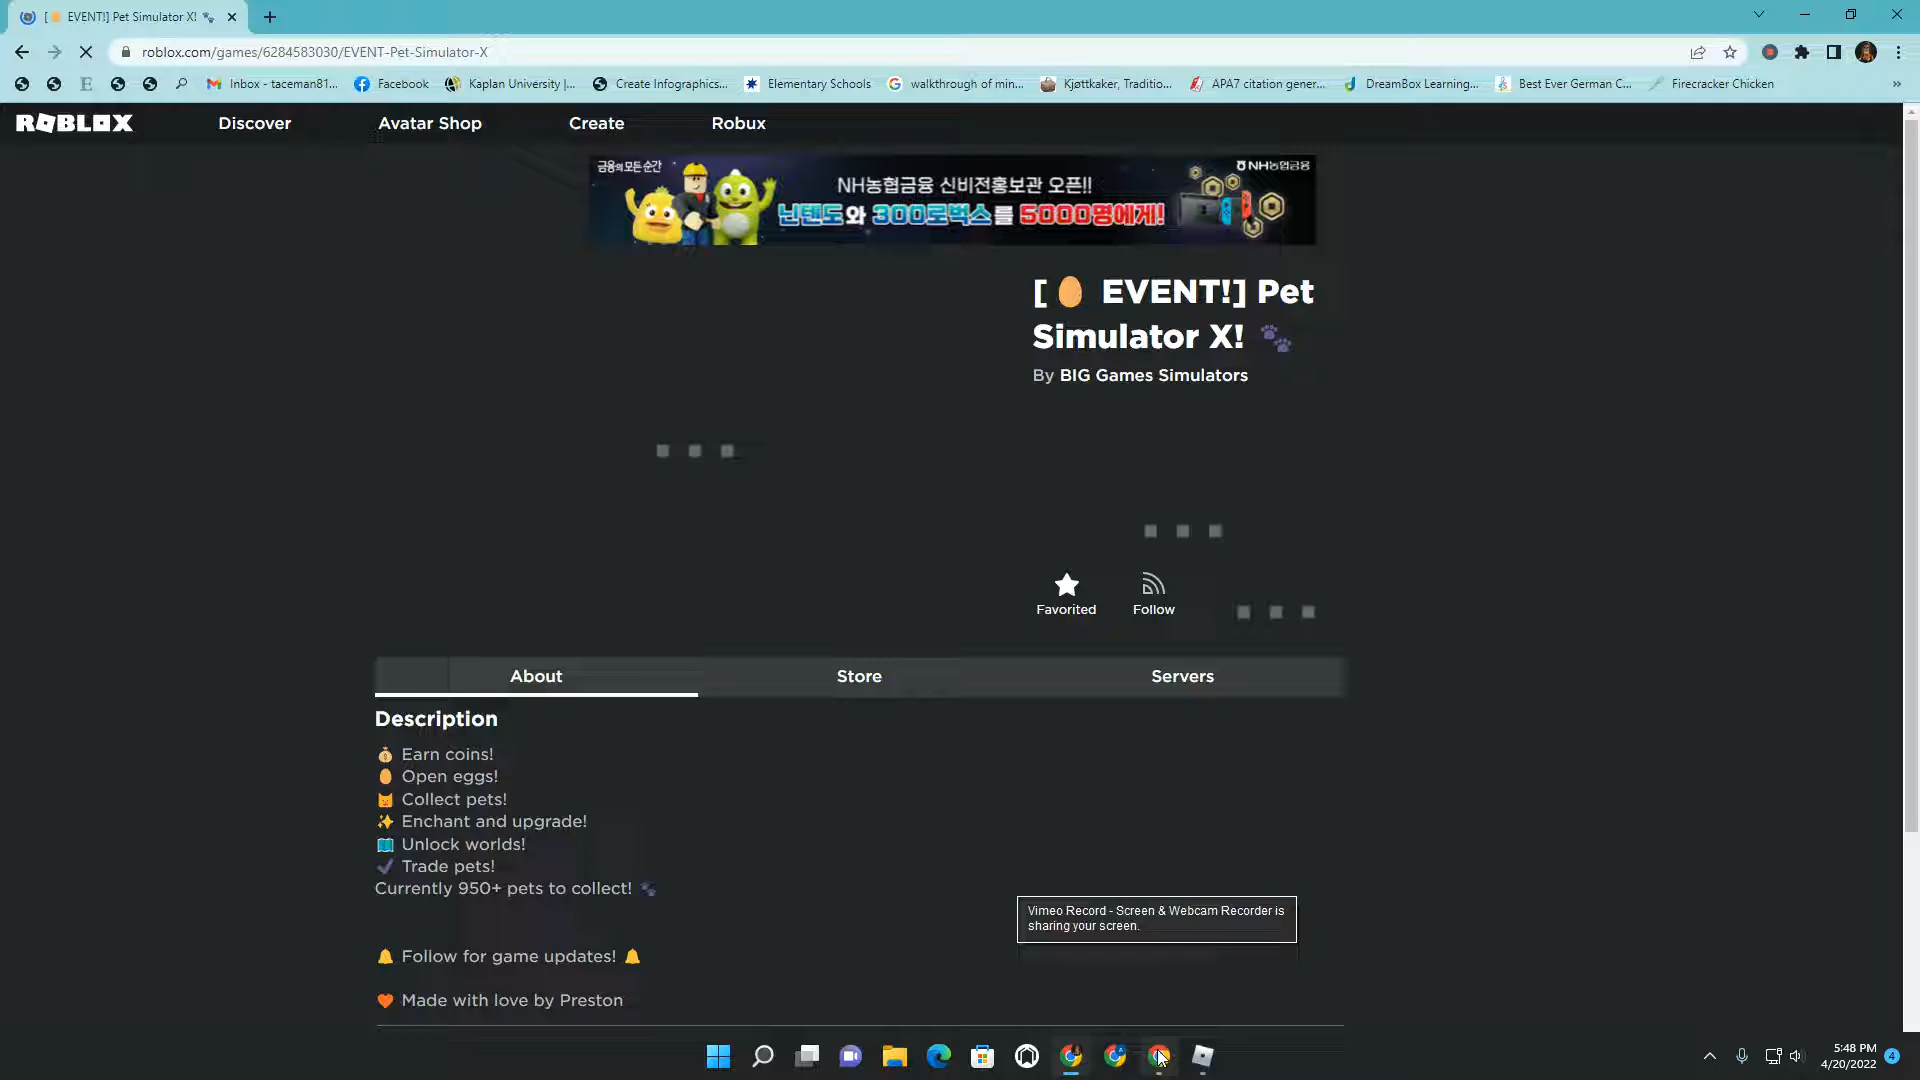 [ EVENT!] Pet Simulator X!
roblox.com/games/6284583030/EVENT-Pet-Simulator-X
Inbox - taceman81... Facebook Kaplan University |... Create Infographics... Elementary Schools walkthrough of min... Kjøttkaker, Traditio... APA7 citation gener... DreamBox Learning... Best Ever German C... Firecracker Chicken »
ROBLOX Discover Avatar Shop Create Robux
금융의 모든 순간
NH농협금융
NH농협금융 신비전홍보관 오픈!!
닌텐도와 300로벅스를 5000명에게!
[ EVENT!] Pet
Simulator X!
By BIG Games Simulators
Favorited Follow
About Store Servers
Description
Earn coins!
Open eggs!
Collect pets!
Enchant and upgrade!
Unlock worlds!
Trade pets!
Currently 950+ pets to collect!
Vimeo Record - Screen & Webcam Recorder is
sharing your screen.
Follow for game updates!
Made with love by Preston
5:48 PM
4/20/2022
4